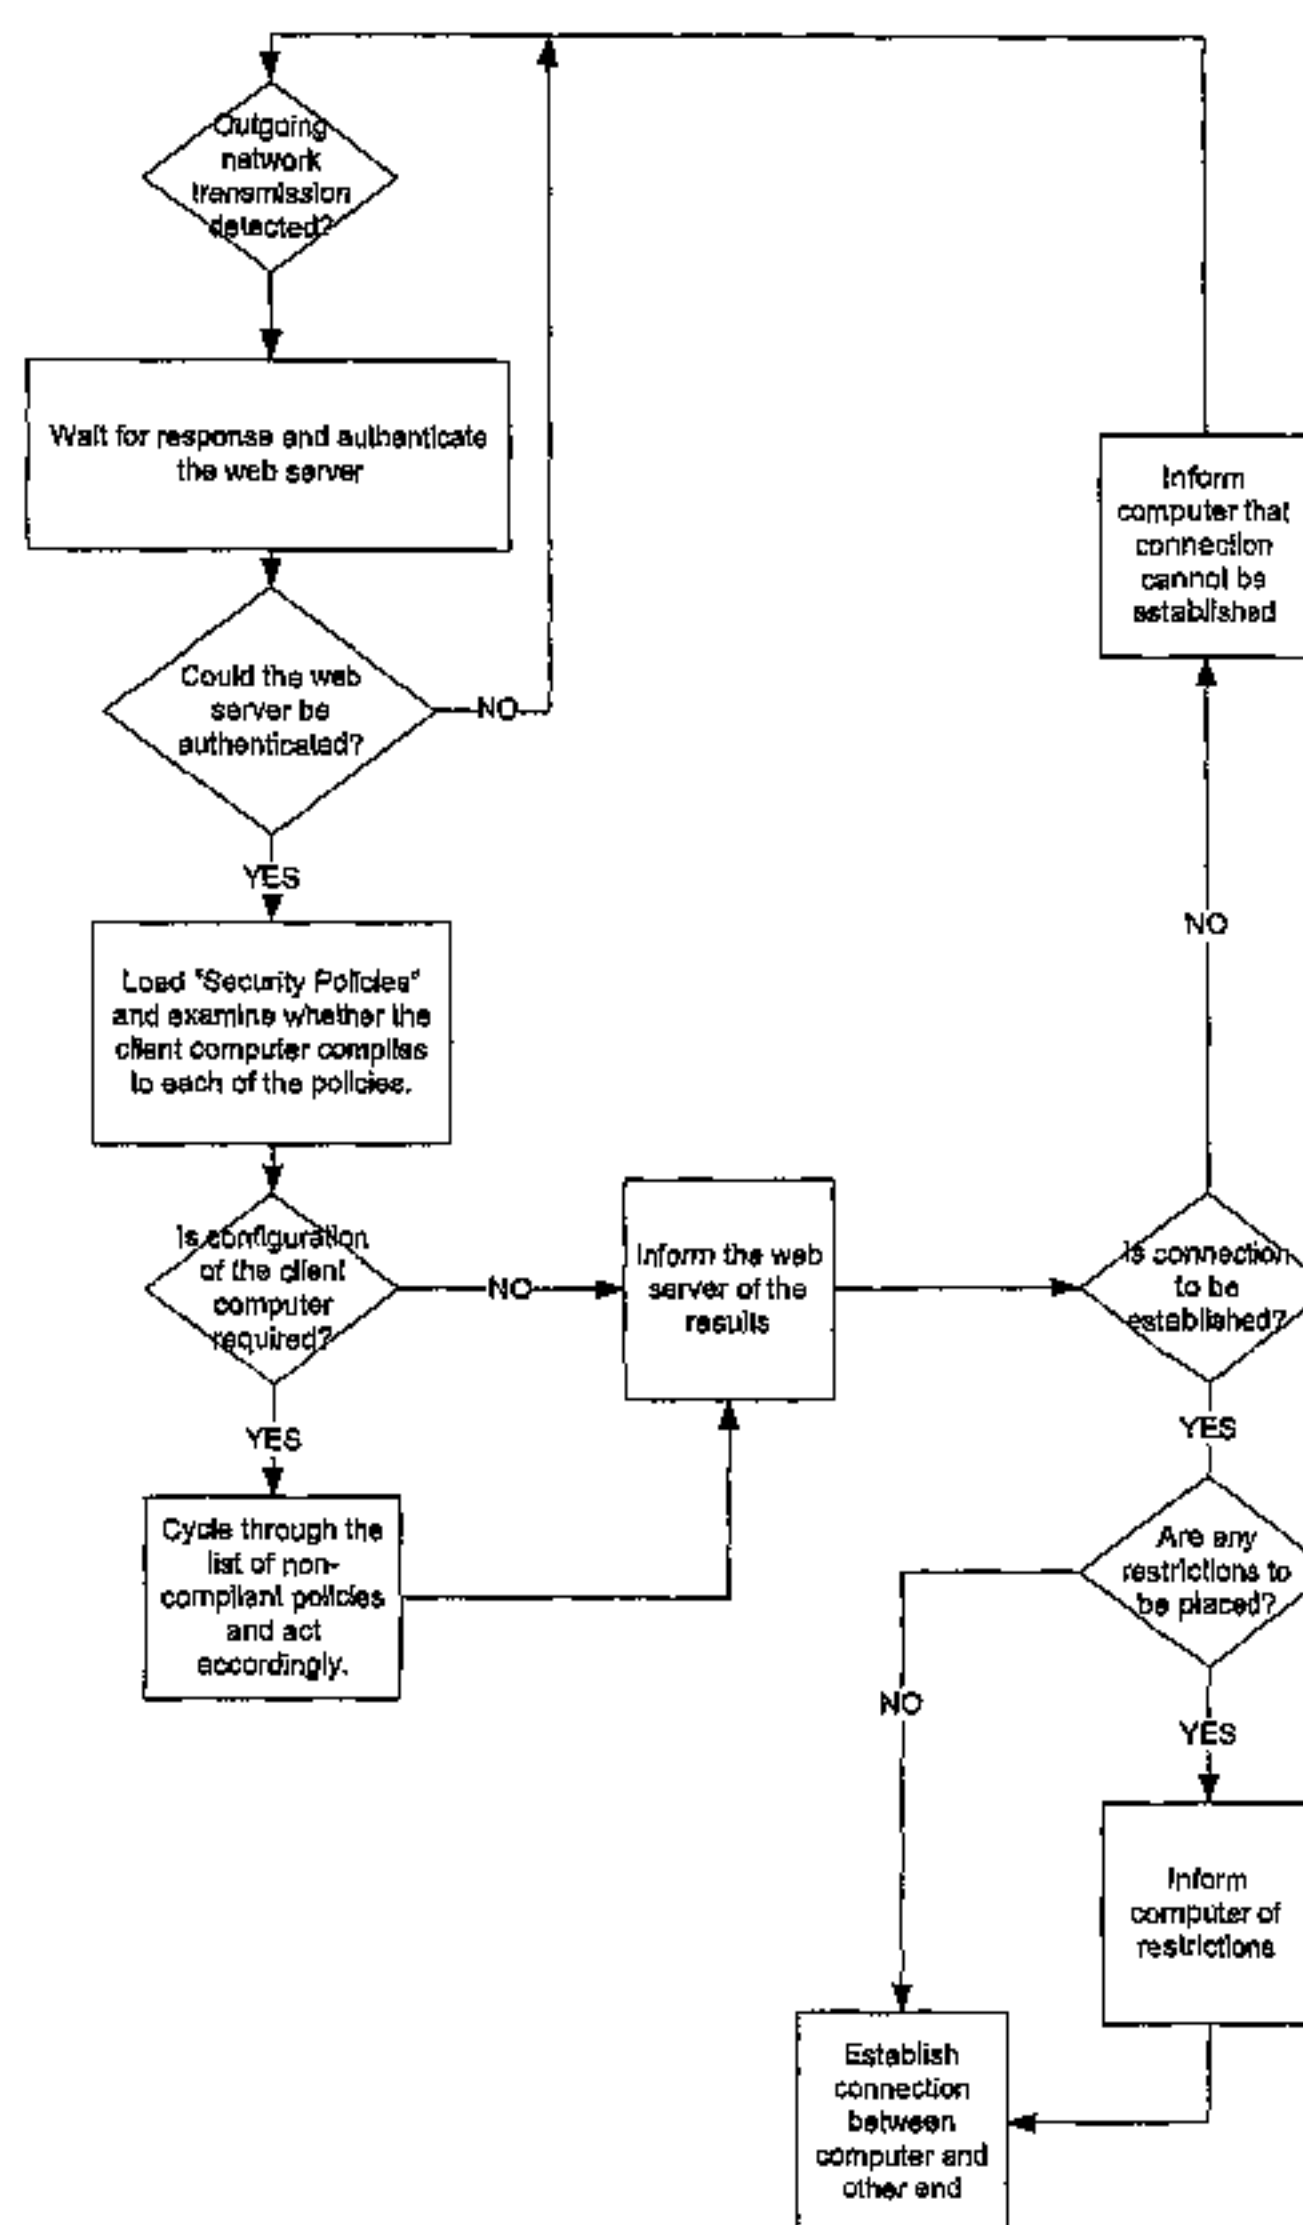 Outgoing
network
transmission
detected?
Wait for response and authenticate
the web server
Could the web
server be
authenticated?
NO
YES
Load "Security Policies"
and examine whether the
client computer complies
to each of the policies.
Is configuration
of the client
computer
required?
NO
YES
Cycle through the
list of non-
compliant policies
and act
accordingly.
Inform the web
server of the
results
Is connection
to be
established?
NO
Inform
computer that
connection
cannot be
established
YES
Are any
restrictions to
be placed?
NO
YES
Inform
computer of
restrictions
Establish
connection
between
computer and
other end